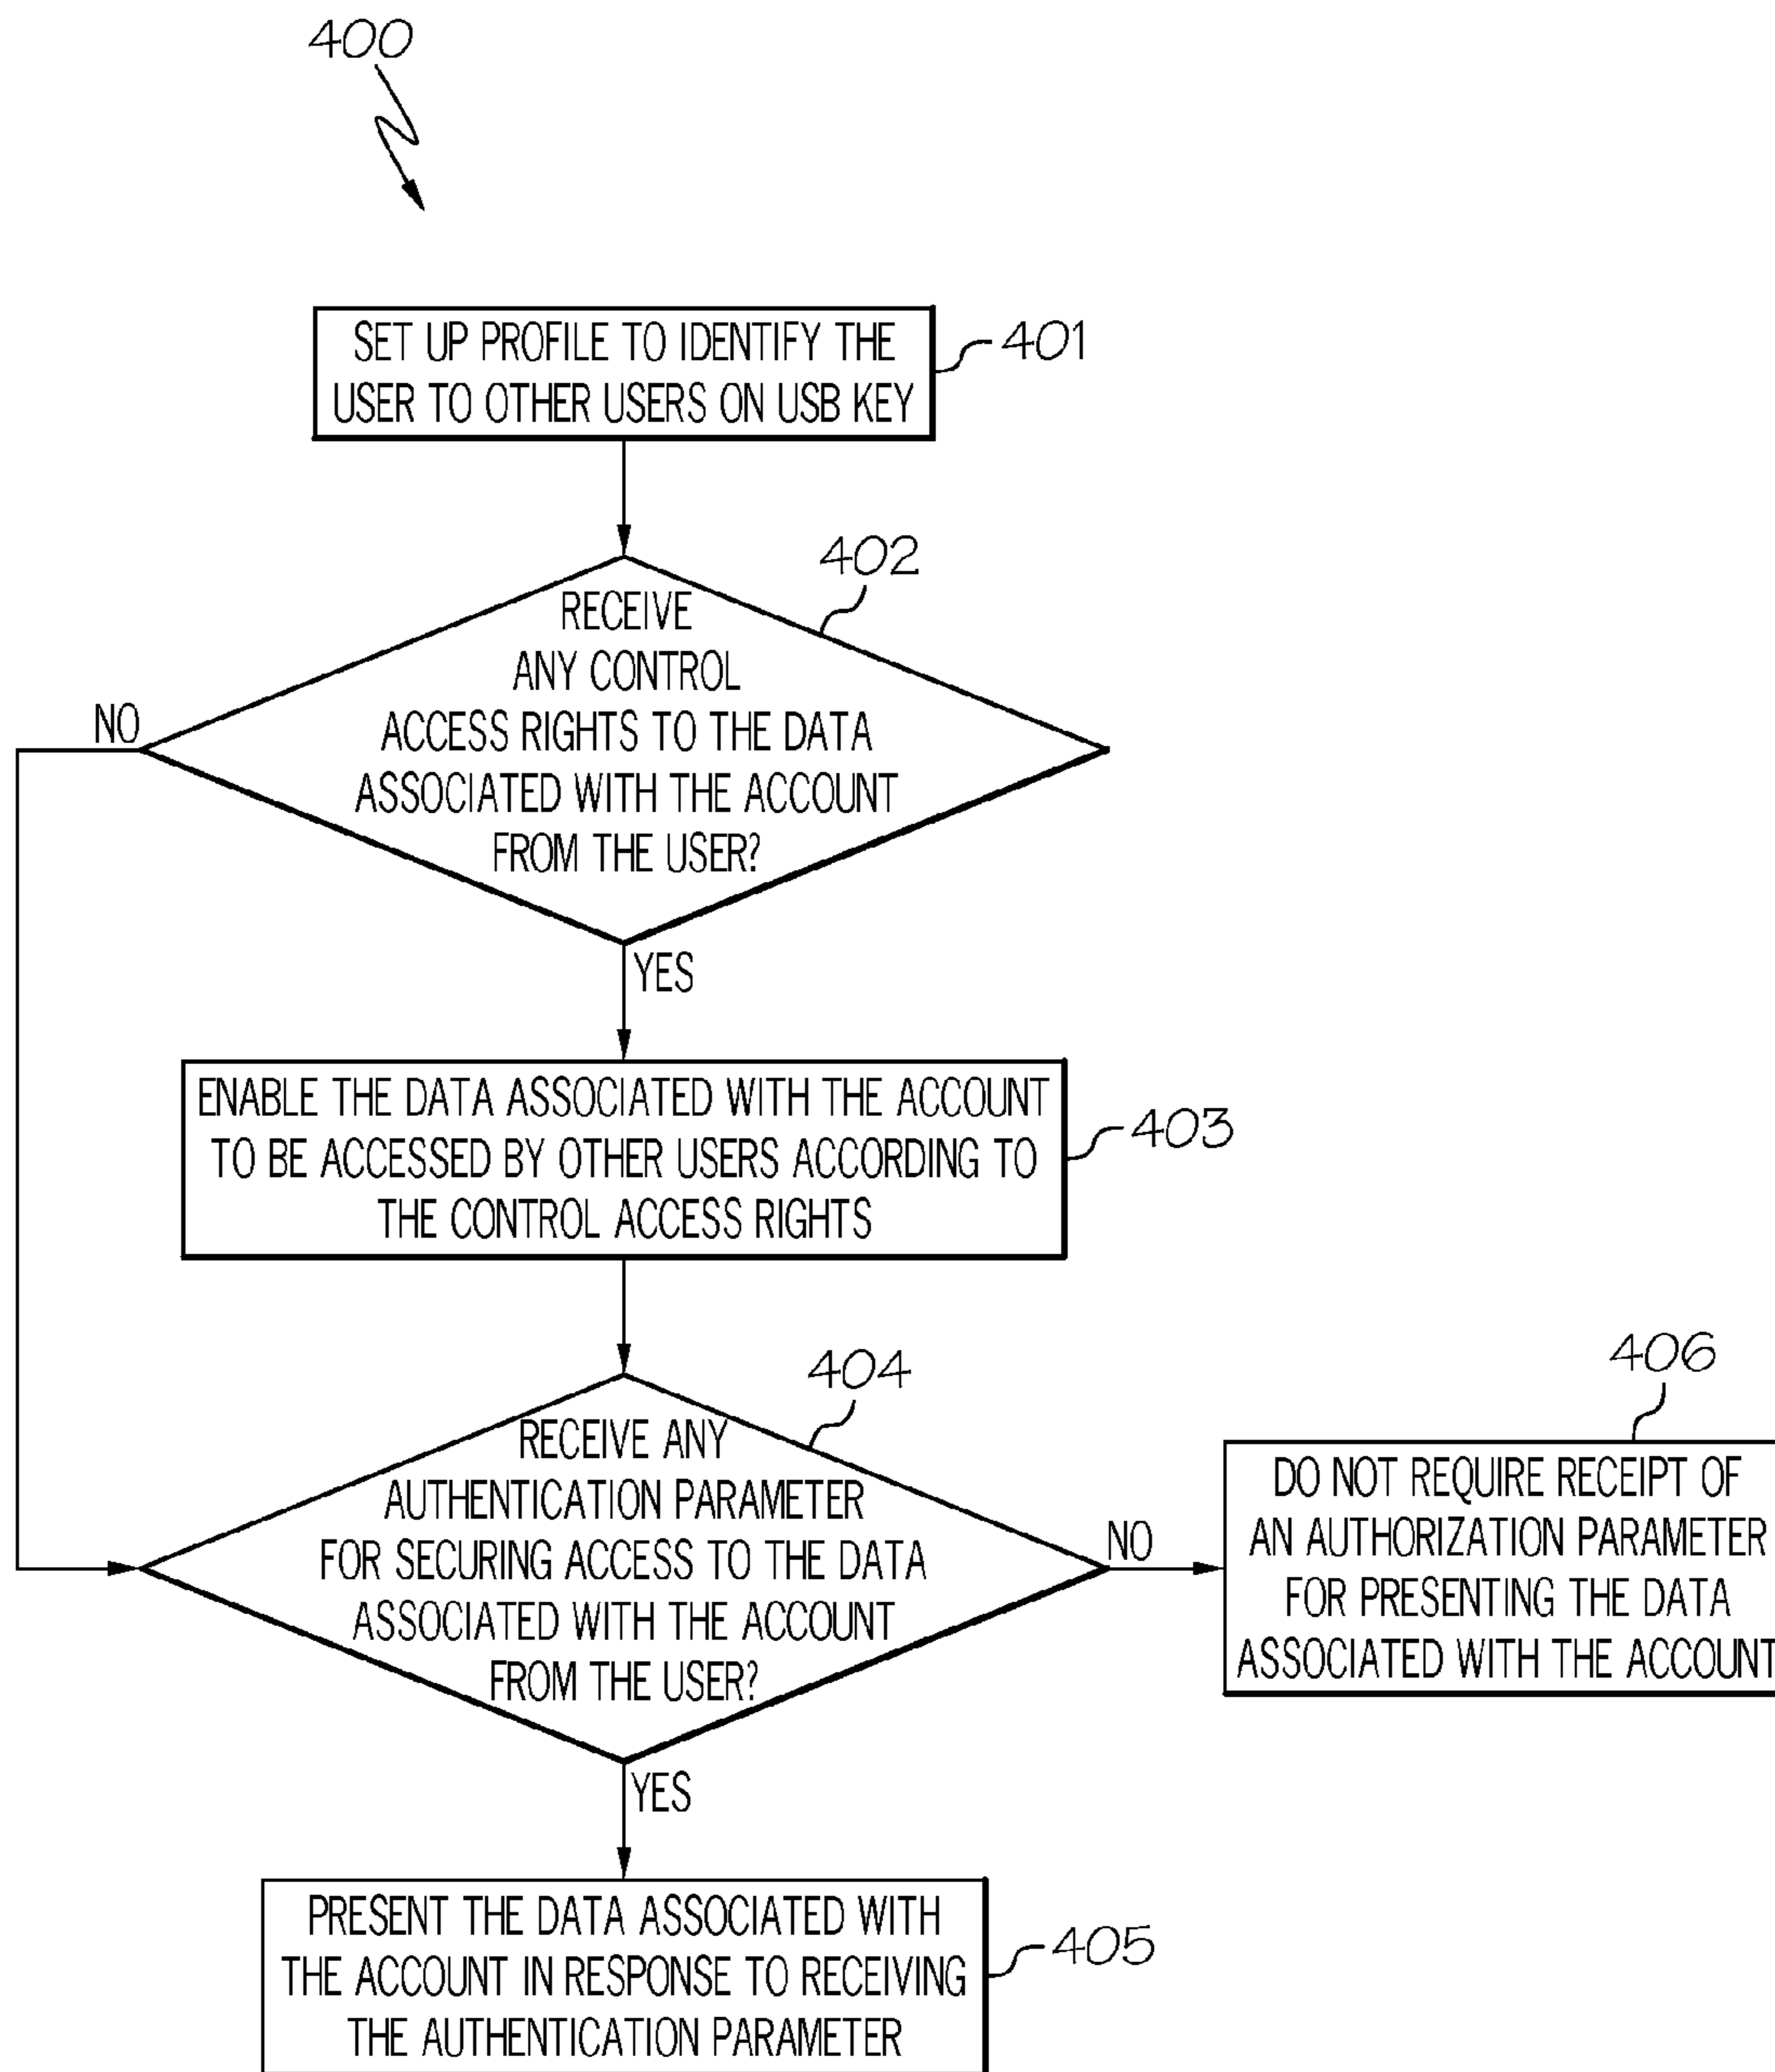 400
SET UP PROFILE TO IDENTIFY THE
USER TO OTHER USERS ON USB KEY
401
402
RECEIVE
ANY CONTROL
ACCESS RIGHTS TO THE DATA
ASSOCIATED WITH THE ACCOUNT
FROM THE USER?
NO
YES
ENABLE THE DATA ASSOCIATED WITH THE ACCOUNT
TO BE ACCESSED BY OTHER USERS ACCORDING TO
THE CONTROL ACCESS RIGHTS
403
404
RECEIVE ANY
AUTHENTICATION PARAMETER
FOR SECURING ACCESS TO THE DATA
ASSOCIATED WITH THE ACCOUNT
FROM THE USER?
NO
406
DO NOT REQUIRE RECEIPT OF
AN AUTHORIZATION PARAMETER
FOR PRESENTING THE DATA
ASSOCIATED WITH THE ACCOUNT
YES
PRESENT THE DATA ASSOCIATED WITH
THE ACCOUNT IN RESPONSE TO RECEIVING
THE AUTHENTICATION PARAMETER
405